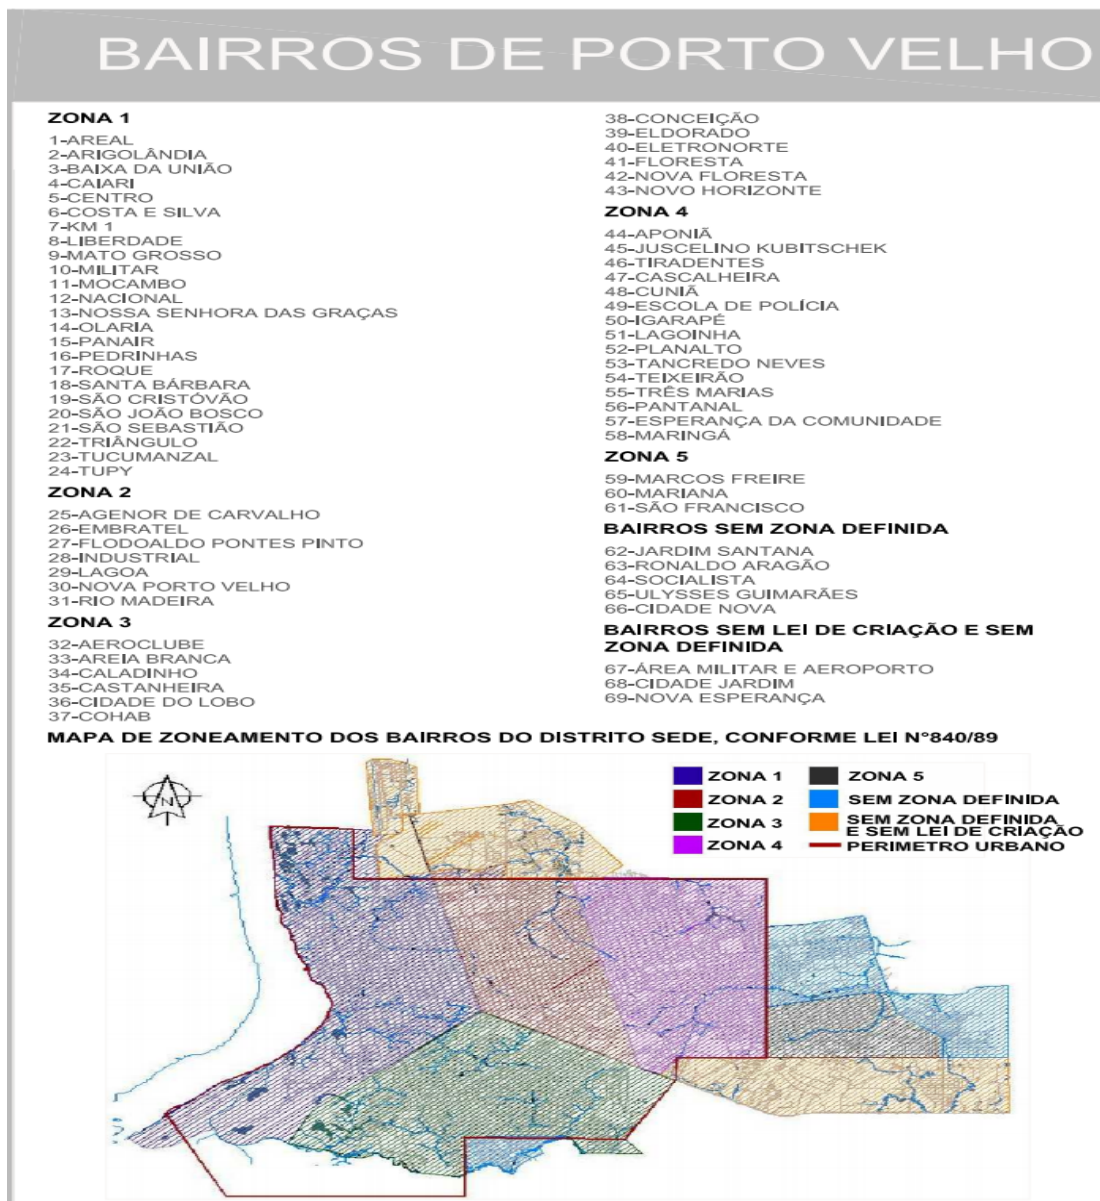 BAIRROS DE PORTO VELHO
ZONA 1
1-AREAL
2-ARIGOLÂNDIA
3-BAIXA DA UNIÃO
4-CAIARI
5-CENTRO
6-COSTA E SILVA
7-KM 1
8-LIBERDADE
9-MATO GROSSO
10-MILITAR
11-MOCAMBO
12-NACIONAL
13-NOSSA SENHORA DAS GRAÇAS
14-OLARIA
15-PANAIR
16-PEDRINHAS
17-ROQUE
18-SANTA BÁRBARA
19-SÃO CRISTÓVÃO
20-SÃO JOÃO BOSCO
21-SÃO SEBASTIÃO
22-TRIÂNGULO
23-TUCUMANZAL
24-TUPY
ZONA 2
25-AGENOR DE CARVALHO
26-EMBRATEL
27-FLODOALDO PONTES PINTO
28-INDUSTRIAL
29-LAGOA
30-NOVA PORTO VELHO
31-RIO MADEIRA
ZONA 3
32-AEROCLUBE
33-AREIA BRANCA
34-CALADINHO
35-CASTANHEIRA
36-CIDADE DO LOBO
37-COHAB
38-CONCEIÇÃO
39-ELDORADO
40-ELETRONORTE
41-FLORESTA
42-NOVA FLORESTA
43-NOVO HORIZONTE
ZONA 4
44-APONIÃ
45-JUSCELINO KUBITSCHEK
46-TIRADENTES
47-CASCALHEIRA
48-CUNIÃ
49-ESCOLA DE POLÍCIA
50-IGARAPÉ
51-LAGOINHA
52-PLANALTO
53-TANCREDO NEVES
54-TEIXEIRÃO
55-TRÊS MARIAS
56-PANTANAL
57-ESPERANÇA DA COMUNIDADE
58-MARINGÁ
ZONA 5
59-MARCOS FREIRE
60-MARIANA
61-SÃO FRANCISCO
BAIRROS SEM ZONA DEFINIDA
62-JARDIM SANTANA
63-RONALDO ARAGÃO
64-SOCIALISTA
65-ULYSSES GUIMARÃES
66-CIDADE NOVA
BAIRROS SEM LEI DE CRIAÇÃO E SEM
ZONA DEFINIDA
67-ÁREA MILITAR E AEROPORTO
68-CIDADE JARDIM
69-NOVA ESPERANÇA
MAPA DE ZONEAMENTO DOS BAIRROS DO DISTRITO SEDE, CONFORME LEI N°840/89
N
ZONA 1
ZONA 2
ZONA 3
ZONA 4
ZONA 5
SEM ZONA DEFINIDA
SEM ZONA DEFINIDA
E SEM LEI DE CRIAÇÃO
PERIMETRO URBANO